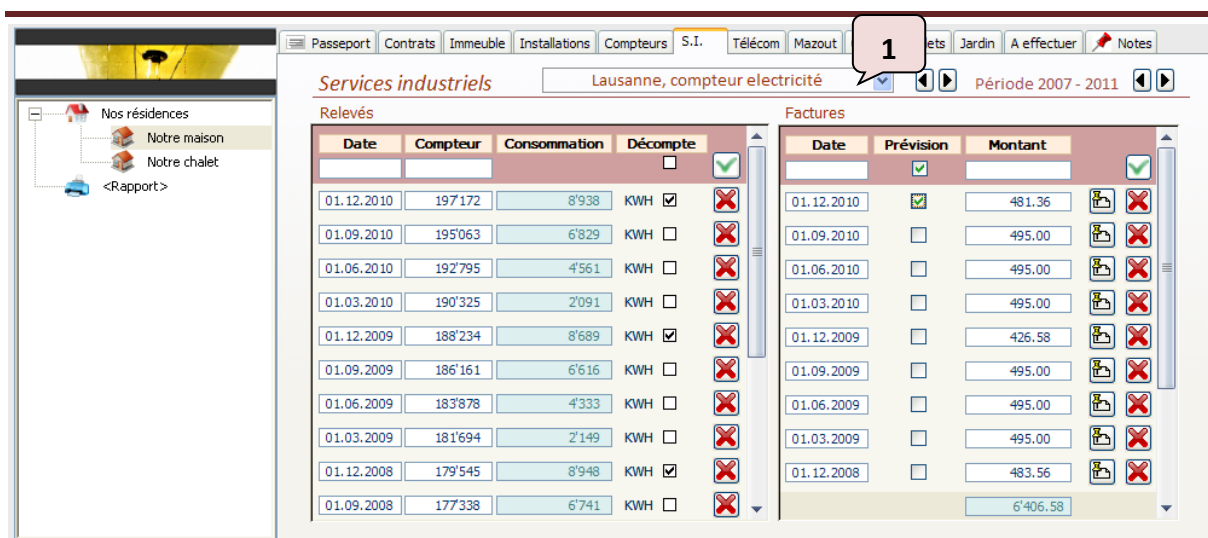 Passeport Contrats Immeuble Installations Compteurs S.I. Télécom Mazout Jardin A effectuer Notes
1
Services industriels Lausanne, compteur electricité Période 2007 - 2011
Nos résidences
Notre maison
Notre chalet
<Rapport>
Relevés
Date Compteur Consommation Décompte
01.12.2010 197'172 8'938 KWH
01.09.2010 195'063 6'829 KWH
01.06.2010 192'795 4'561 KWH
01.03.2010 190'325 2'091 KWH
01.12.2009 188'234 8'689 KWH
01.09.2009 186'161 6'616 KWH
01.06.2009 183'878 4'333 KWH
01.03.2009 181'694 2'149 KWH
01.12.2008 179'545 8'948 KWH
01.09.2008 177'338 6'741 KWH
Factures
Date Prévision Montant
01.12.2010 481.36
01.09.2010 495.00
01.06.2010 495.00
01.03.2010 495.00
01.12.2009 426.58
01.09.2009 495.00
01.06.2009 495.00
01.03.2009 495.00
01.12.2008 483.56
6'406.58